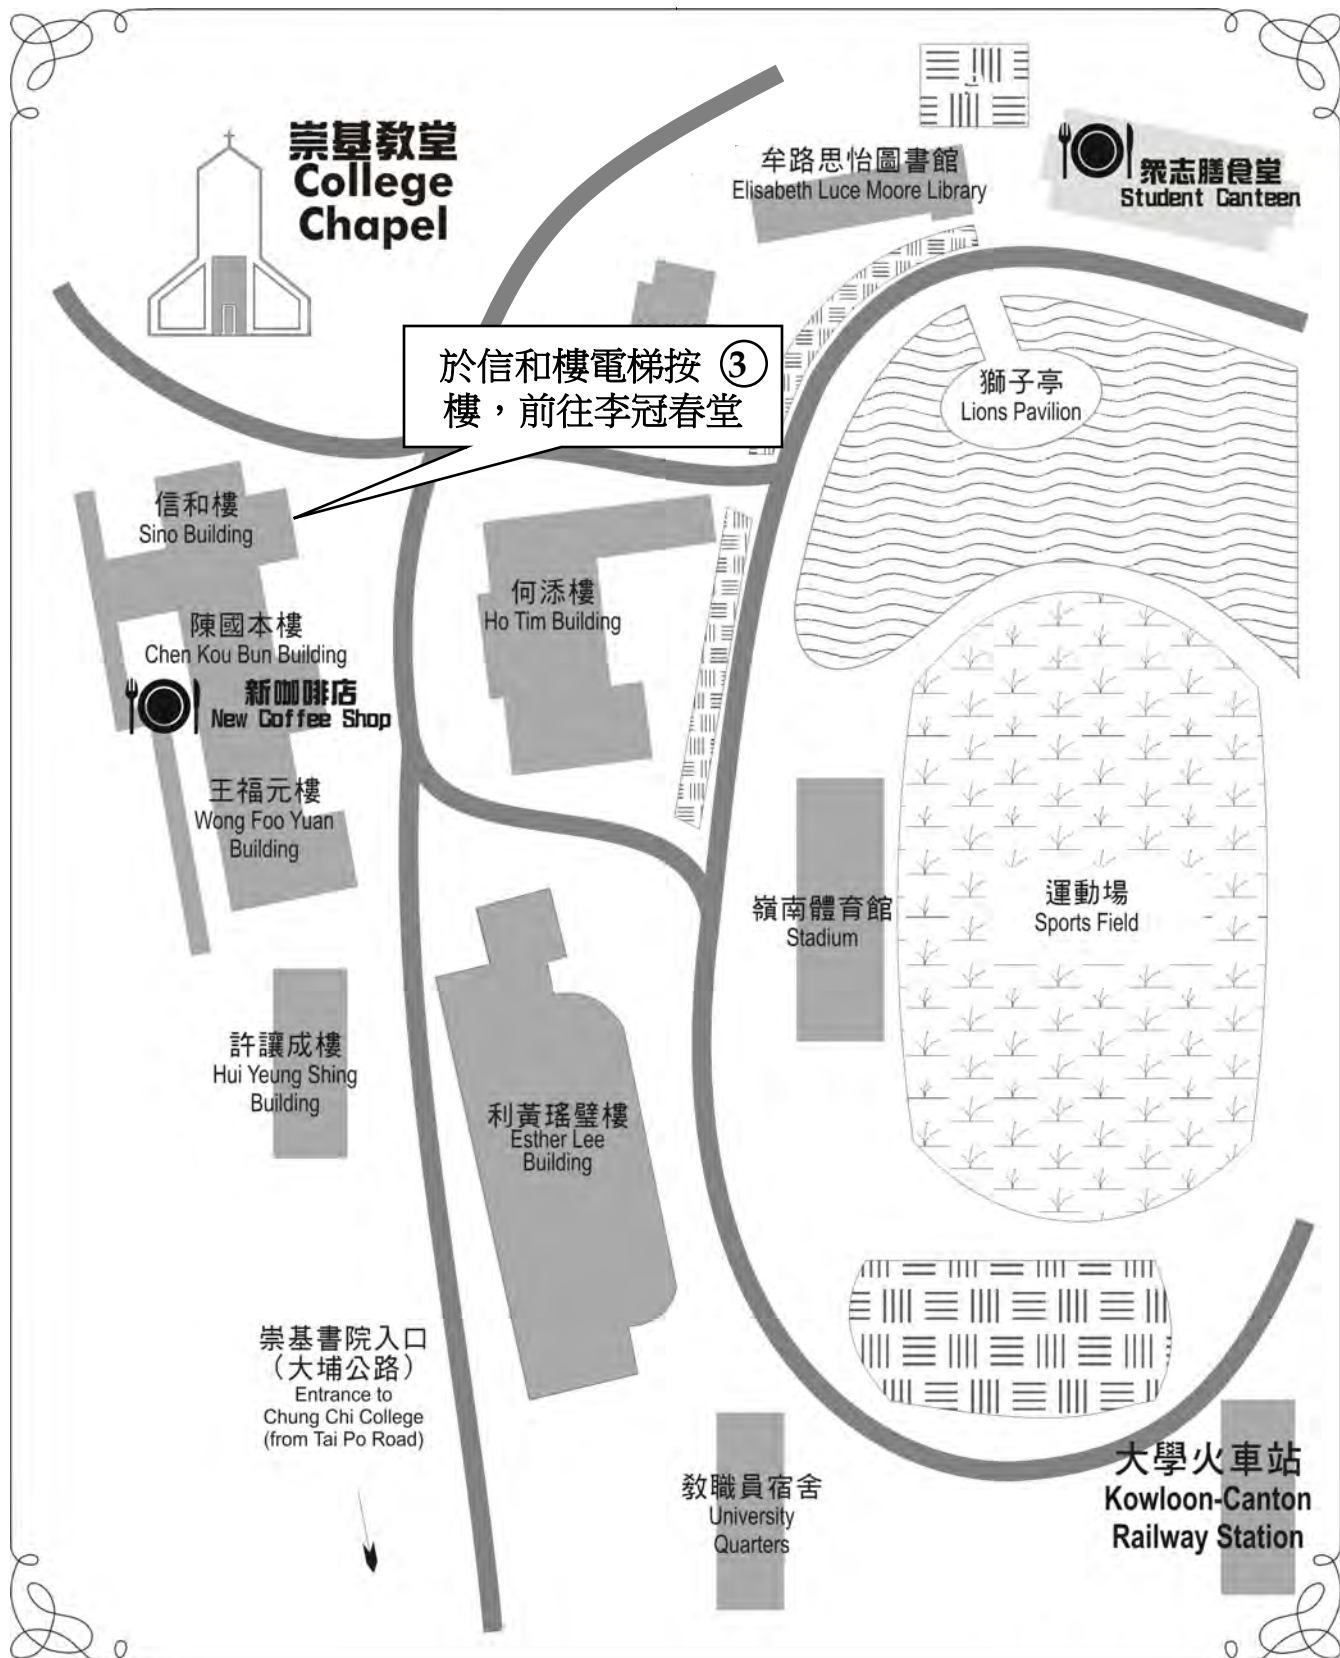 崇基教堂
College
Chapel
牟路思怡圖書館
Elisabeth Luce Moore Library
眾志膳食堂
Student Canteen
於信和樓電梯按 ③
樓，前往李冠春堂
獅子亭
Lions Pavilion
信和樓
Sino Building
何添樓
Ho Tim Building
陳國本樓
Chen Kou Bun Building
新咖啡店
New Coffee Shop
王福元樓
Wong Foo Yuan
Building
嶺南體育館
Stadium
運動場
Sports Field
許讓成樓
Hui Yeung Shing
Building
利黃瑤璧樓
Esther Lee
Building
崇基書院入口
（大埔公路）
Entrance to
Chung Chi College
(from Tai Po Road)
教職員宿舍
University
Quarters
大學火車站
Kowloon-Canton
Railway Station